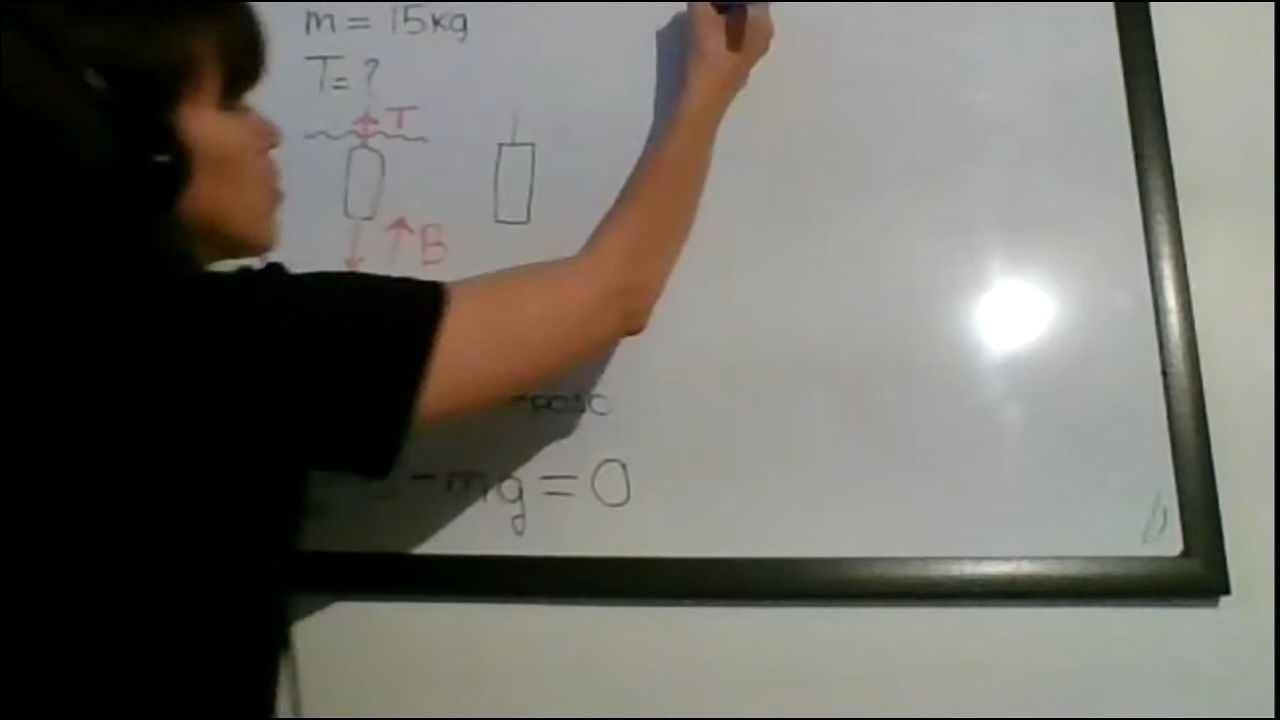 m = 15kg
T = ?
T
B
-mg = 0